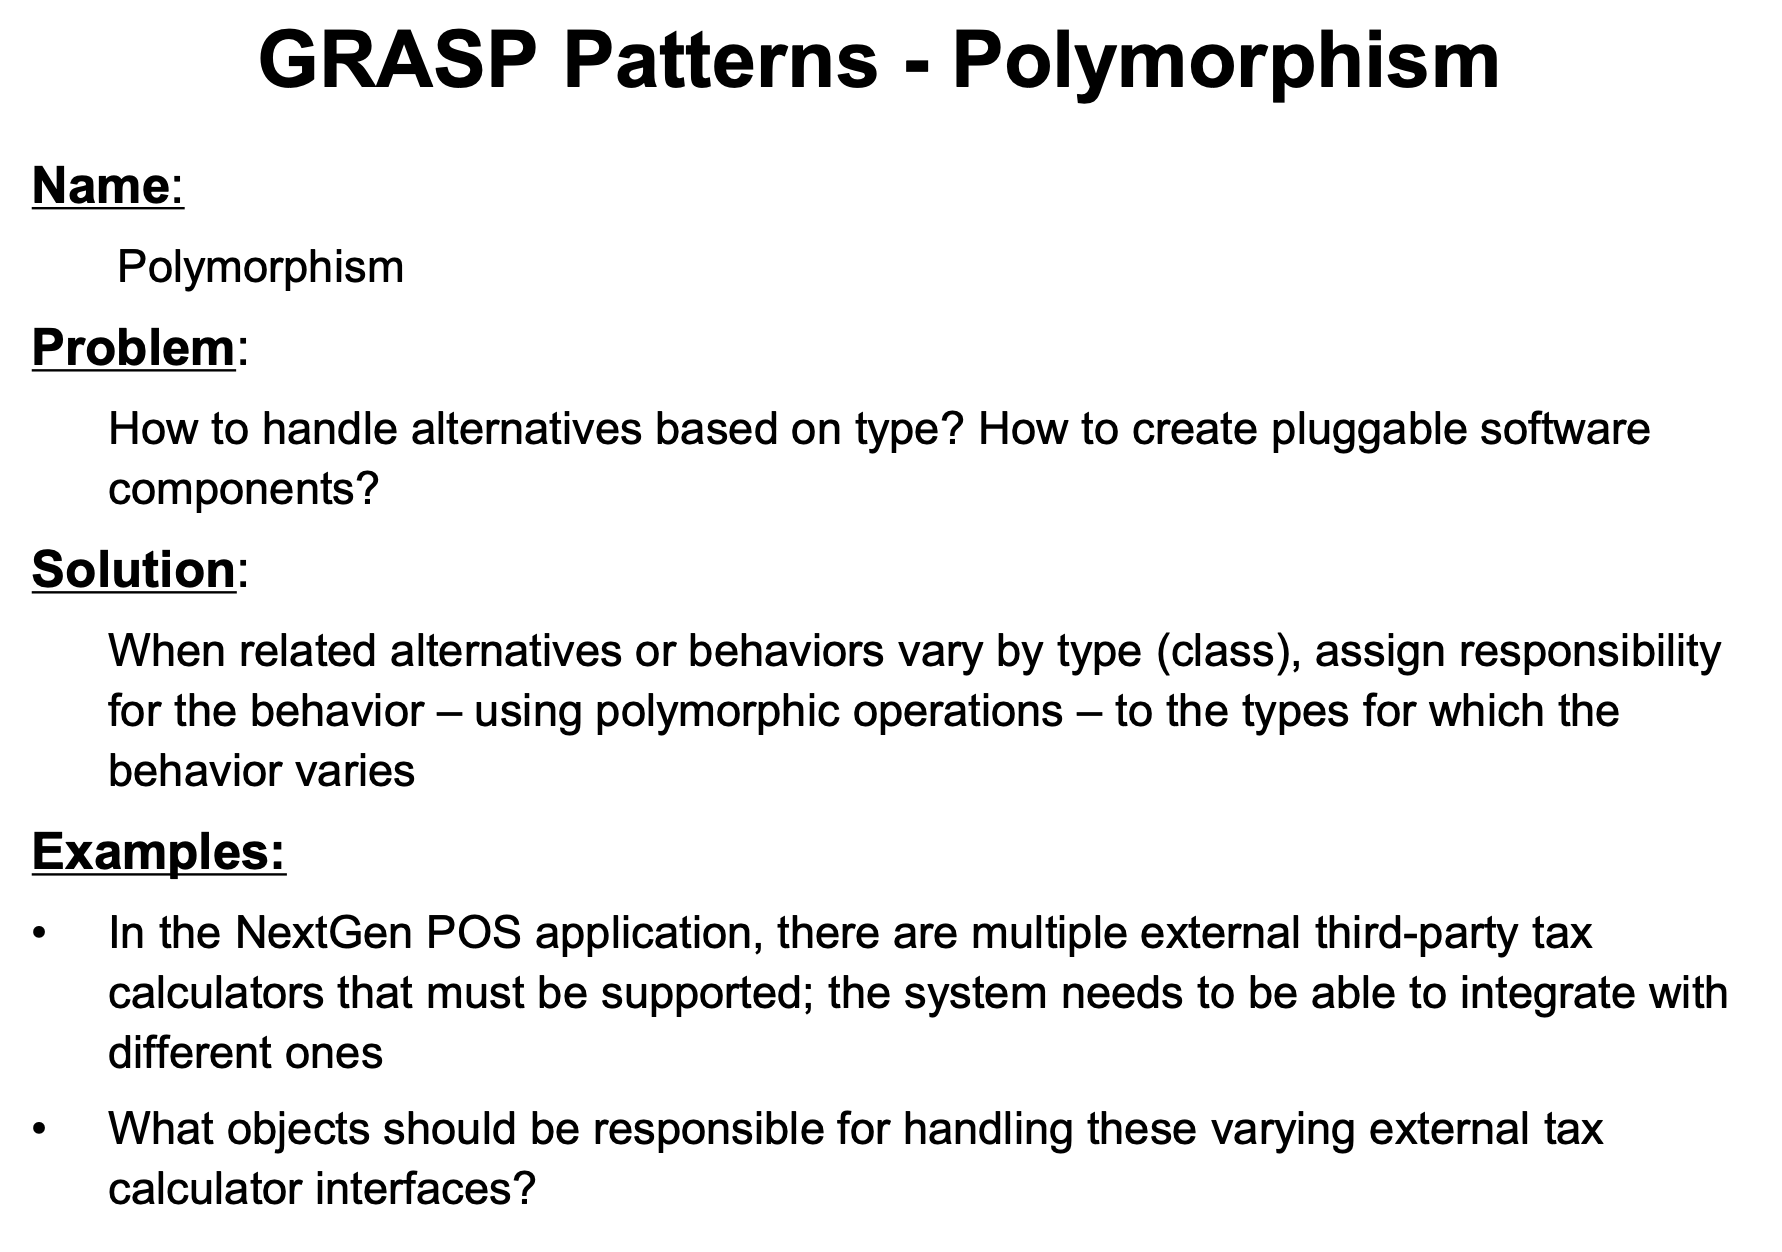 GRASP Patterns - Polymorphism
Name:
Polymorphism
Problem:
How to handle alternatives based on type? How to create pluggable software
components?
Solution:
When related alternatives or behaviors vary by type (class), assign responsibility
for the behavior – using polymorphic operations – to the types for which the
behavior varies
Examples:
• In the NextGen POS application, there are multiple external third-party tax
calculators that must be supported; the system needs to be able to integrate with
different ones
• What objects should be responsible for handling these varying external tax
calculator interfaces?